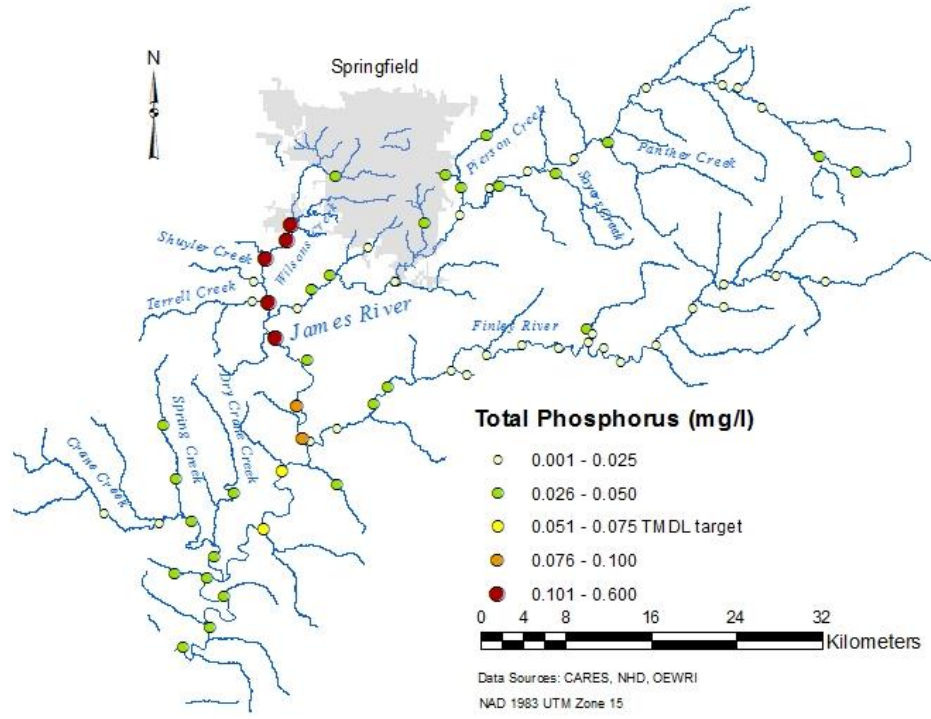 N
Springfield
Pierson Creek
Panther Creek
Sayers Creek
Shuyler Creek
Wilsons Creek
Terrell Creek
James River
Finley River
Dry Crane Creek
Spring Creek
Crane Creek
Total Phosphorus (mg/l)
0.001 - 0.025
0.026 - 0.050
0.051 - 0.075 TMDL target
0.076 - 0.100
0.101 - 0.600
0 4 8 16 24 32
Kilometers
Data Sources: CARES, NHD, OEWRI
NAD 1983 UTM Zone 15